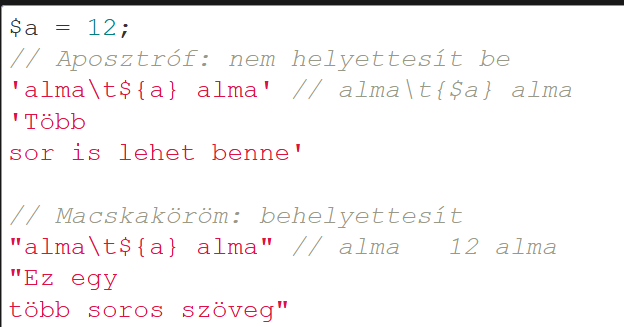 $a = 12;
// Aposztróf: nem helyettesít be
'alma\t${a} alma' // alma\t{$a} alma
'Több
sor is lehet benne'
// Macskaköröm: behelyettesít
"alma\t${a} alma" // alma   12 alma
"Ez egy
több soros szöveg"